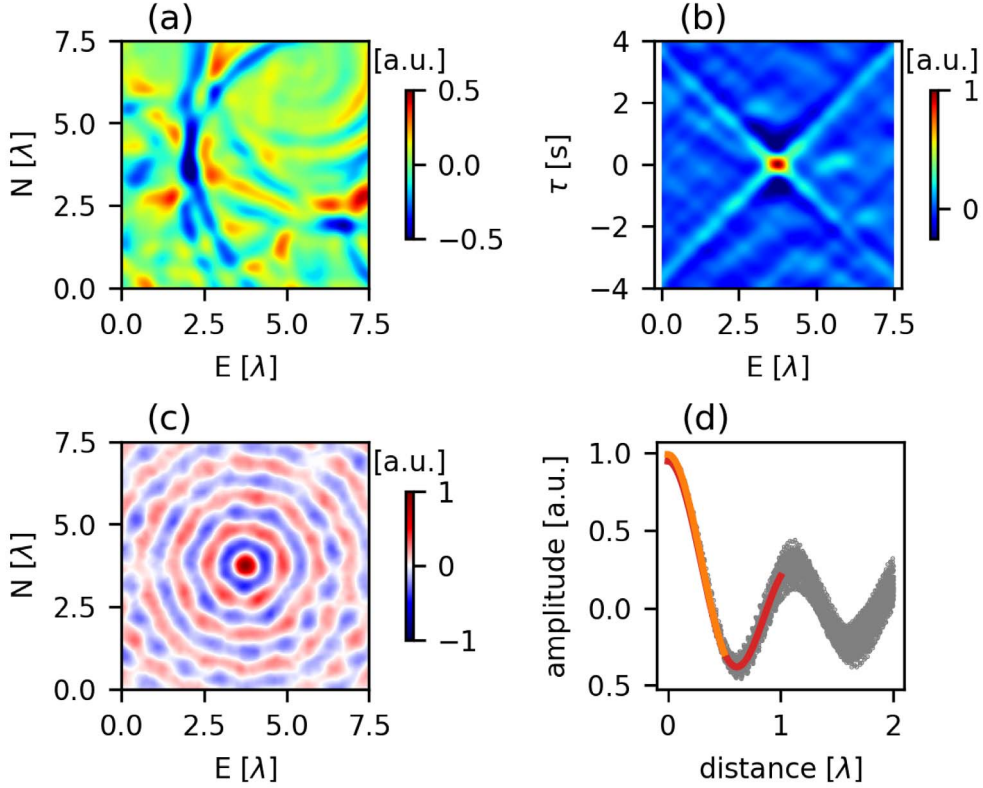 (a)
[a.u.]
7.5
5.0
2.5
0.0
N [λ]
0.0 2.5 5.0 7.5
E [λ]
0.5
0.0
−0.5
(b)
[a.u.]
4
2
0
−2
−4
τ [s]
0.0 2.5 5.0 7.5
E [λ]
1
0
(c)
[a.u.]
7.5
5.0
2.5
0.0
N [λ]
0.0 2.5 5.0 7.5
E [λ]
1
0
−1
(d)
1.0
0.5
0.0
0.5
amplitude [a.u.]
0 1 2
distance [λ]